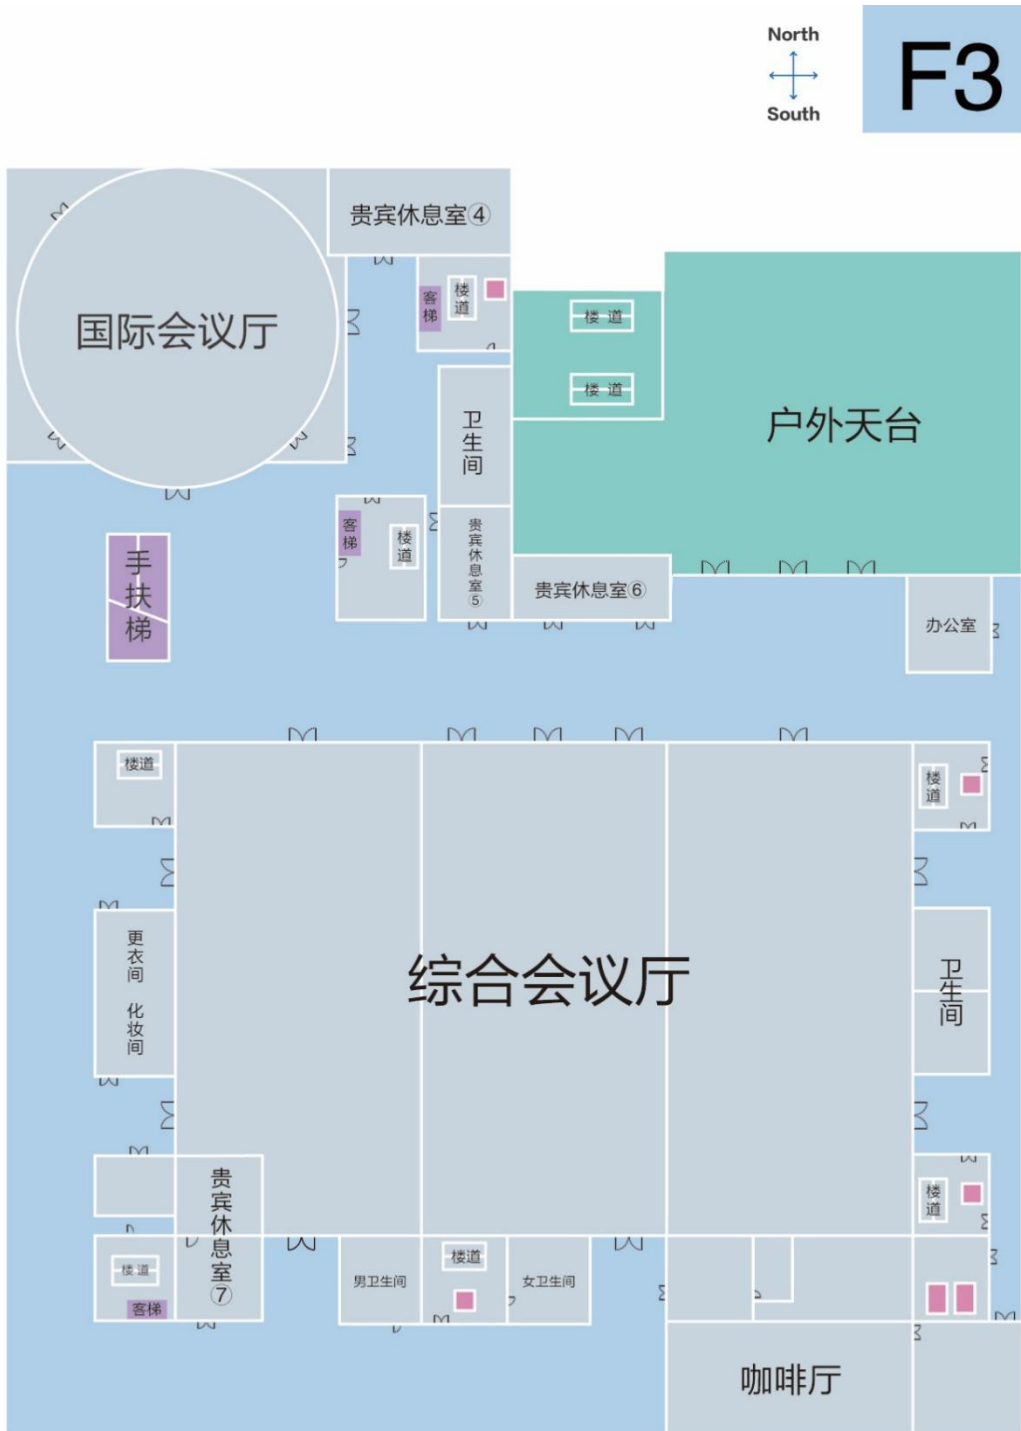 North
F3
South
贵宾休息室④
客梯
楼道
国际会议厅
楼 道
楼 道
户外天台
卫生间
客梯
楼道
贵宾休息室⑤
手扶梯
贵宾休息室⑥
办公室
楼道
楼道
更衣间 化妆间
综合会议厅
卫生间
贵宾休息室⑦
楼道
楼 道
客梯
男卫生间
楼道
女卫生间
咖啡厅